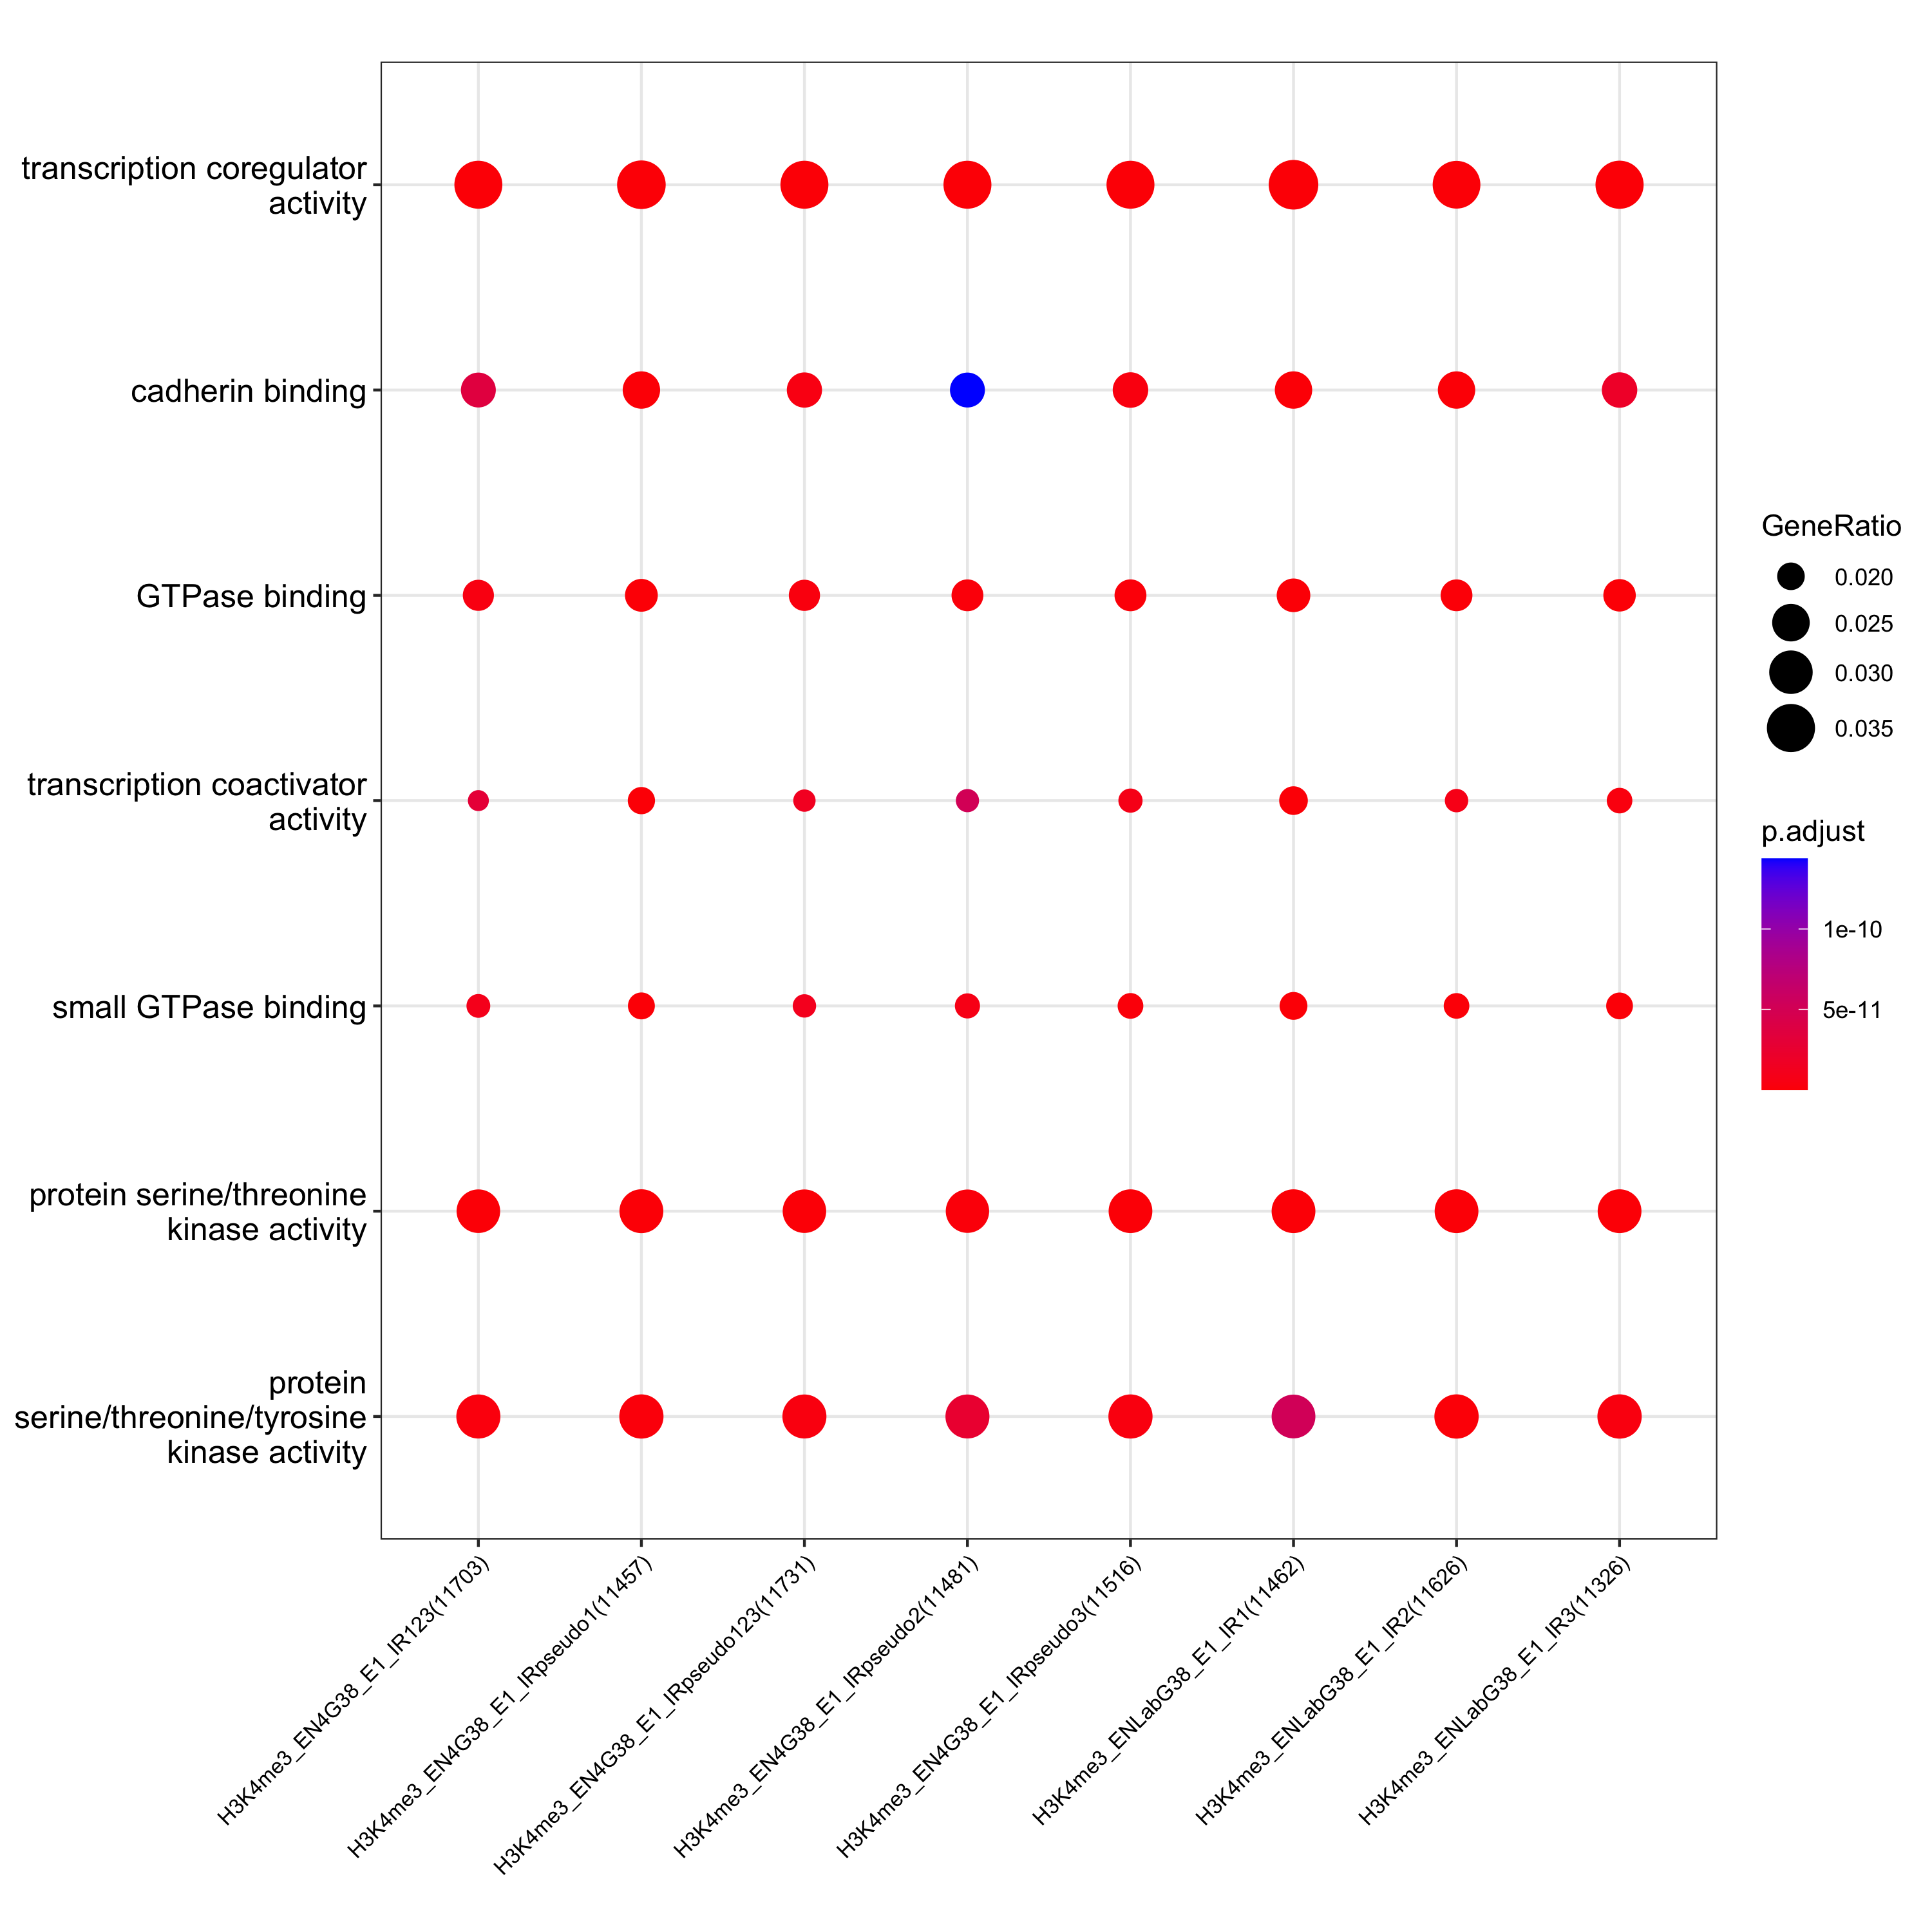 transcription coregulator
activity
cadherin binding
GTPase binding
transcription coactivator
activity
small GTPase binding
protein serine/threonine
kinase activity
protein
serine/threonine/tyrosine
kinase activity
H3K4me3_EN4G38_E1_IR123(11703)
H3K4me3_EN4G38_E1_IRpseudo1(11457)
H3K4me3_EN4G38_E1_IRpseudo123(11731)
H3K4me3_EN4G38_E1_IRpseudo2(11481)
H3K4me3_EN4G38_E1_IRpseudo3(11516)
H3K4me3_ENLabG38_E1_IR1(11462)
H3K4me3_ENLabG38_E1_IR2(11626)
H3K4me3_ENLabG38_E1_IR3(11326)
GeneRatio
0.020
0.025
0.030
0.035
p.adjust
1e-10
5e-11